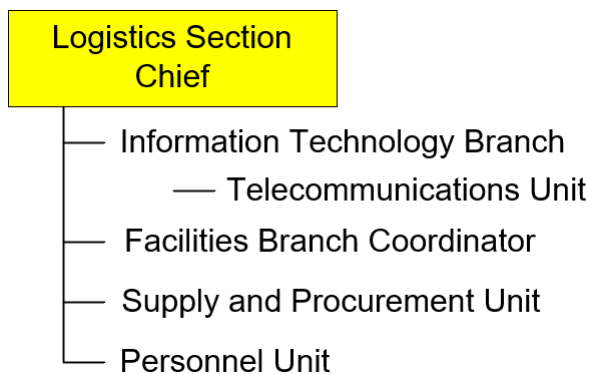 Logistics Section
Chief
Information Technology Branch
Telecommunications Unit
Facilities Branch Coordinator
Supply and Procurement Unit
Personnel Unit